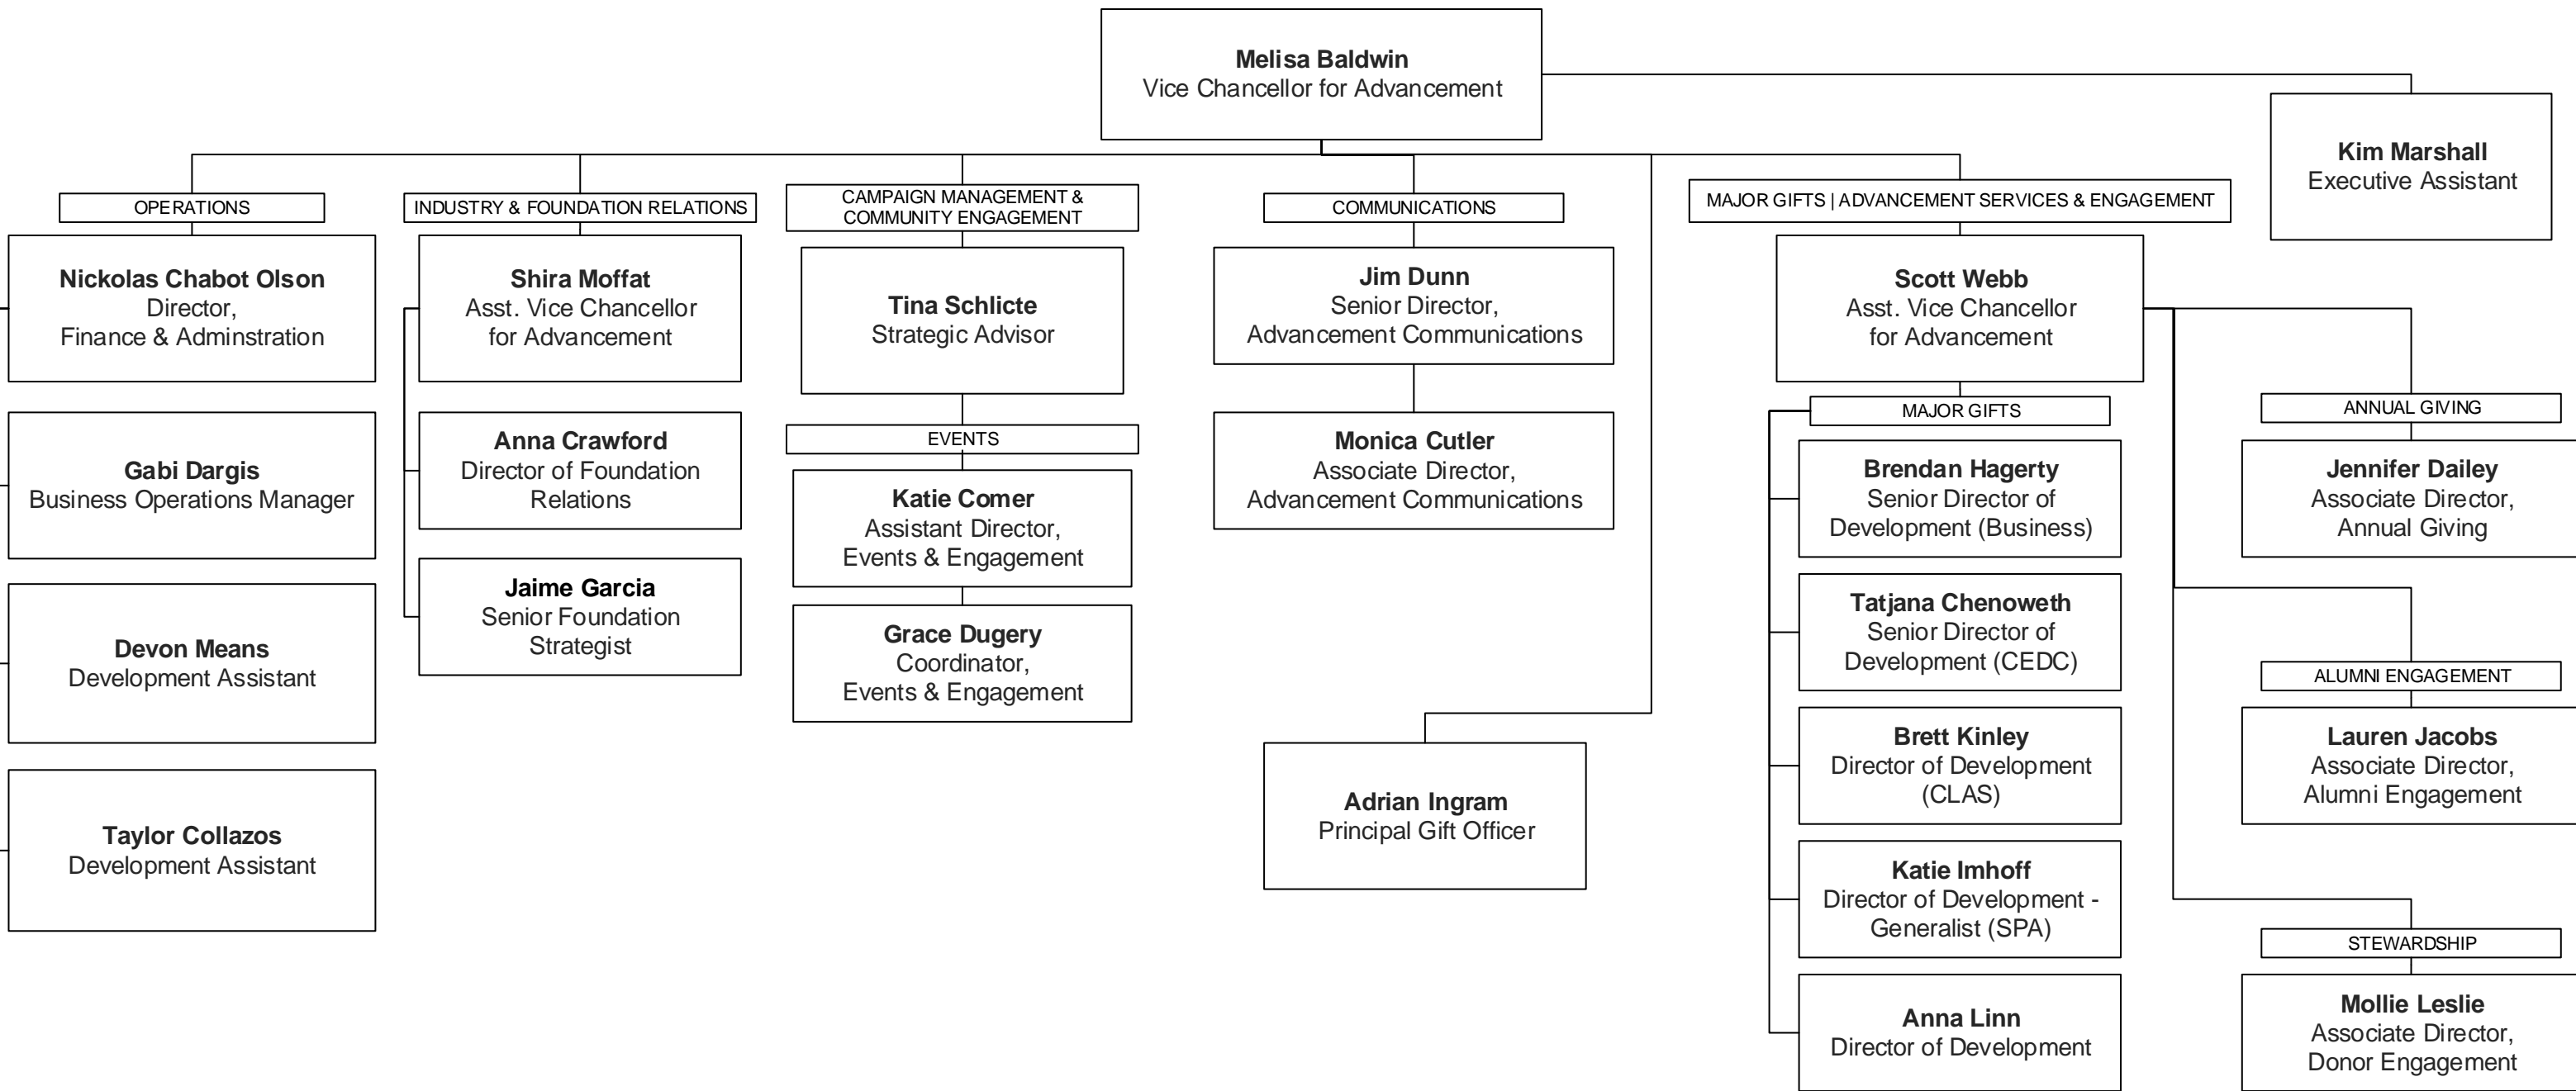 Melisa Baldwin
Vice Chancellor for Advancement
Kim Marshall
Executive Assistant
OPERATIONS
Nickolas Chabot Olson
Director,
Finance & Adminstration
Gabi Dargis
Business Operations Manager
Devon Means
Development Assistant
Taylor Collazos
Development Assistant
INDUSTRY & FOUNDATION RELATIONS
Shira Moffat
Asst. Vice Chancellor
for Advancement
Anna Crawford
Director of Foundation
Relations
Jaime Garcia
Senior Foundation
Strategist
CAMPAIGN MANAGEMENT &
COMMUNITY ENGAGEMENT
Tina Schlicte
Strategic Advisor
EVENTS
Katie Comer
Assistant Director,
Events & Engagement
Grace Dugery
Coordinator,
Events & Engagement
COMMUNICATIONS
Jim Dunn
Senior Director,
Advancement Communications
Monica Cutler
Associate Director,
Advancement Communications
Adrian Ingram
Principal Gift Officer
MAJOR GIFTS | ADVANCEMENT SERVICES & ENGAGEMENT
Scott Webb
Asst. Vice Chancellor
for Advancement
MAJOR GIFTS
Brendan Hagerty
Senior Director of
Development (Business)
Tatjana Chenoweth
Senior Director of
Development (CEDC)
Brett Kinley
Director of Development
(CLAS)
Katie Imhoff
Director of Development -
Generalist (SPA)
Anna Linn
Director of Development
ANNUAL GIVING
Jennifer Dailey
Associate Director,
Annual Giving
ALUMNI ENGAGEMENT
Lauren Jacobs
Associate Director,
Alumni Engagement
STEWARDSHIP
Mollie Leslie
Associate Director,
Donor Engagement